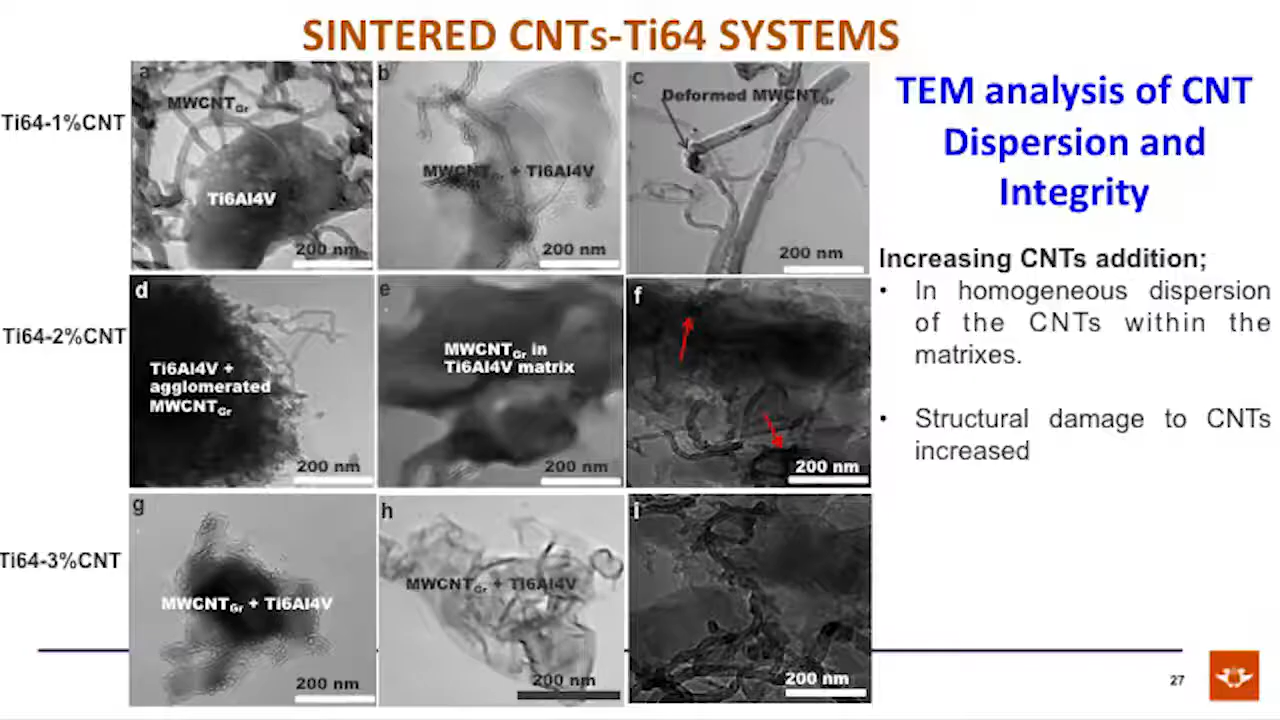 SINTERED CNTs-Ti64 SYSTEMS
TEM analysis of CNT
Dispersion and
Integrity
Ti64-1%CNT
a
MWCNTGr
Ti6Al4V
200 nm
b
MWCNTGr + Ti6Al4V
200 nm
c
Deformed MWCNTGr
200 nm
Ti64-2%CNT
d
Ti6Al4V +
agglomerated
MWCNTGr
200 nm
e
MWCNTGr in
Ti6Al4V matrix
200 nm
f
200 nm
Ti64-3%CNT
g
MWCNTGr + Ti6Al4V
200 nm
h
MWCNTGr + Ti6Al4V
200 nm
i
200 nm
Increasing CNTs addition;
• In homogeneous dispersion
of the CNTs within the
matrixes.
• Structural damage to CNTs
increased
27